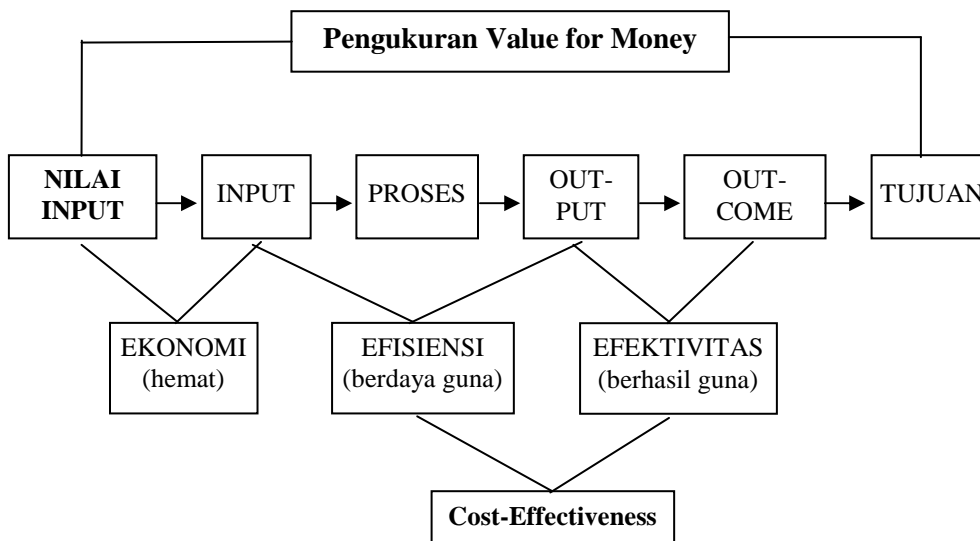 Pengukuran Value for Money
NILAI
INPUT
INPUT
PROSES
OUT-
PUT
OUT-
COME
TUJUAN
EKONOMI
(hemat)
EFISIENSI
(berdaya guna)
EFEKTIVITAS
(berhasil guna)
Cost-Effectiveness